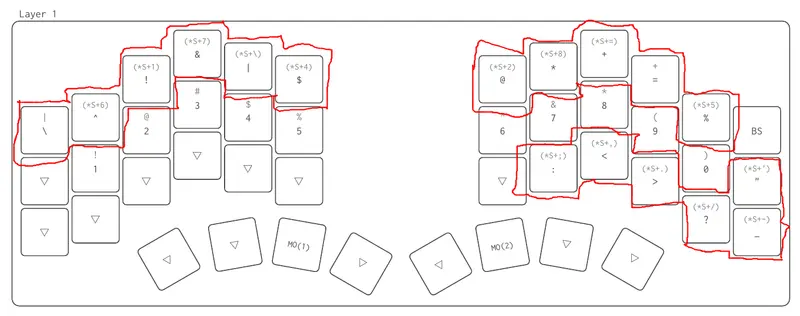 Layer 1
(*S+7)
&
(*S+1)
!
(*S+\)
|
(*S+4)
$
(*S+6)
^
|
\
@
2
#
3
$
4
%
5
!
1
(*S+=)
+
(*S+8)
*
+
=
(*S+2)
@
(*S+5)
%
BS
6
&
7
*
8
(
9
)
0
(*S+;)
:
(*S+,)
<
(*S+.)
>
(*S+/)
?
(*S+')
"
(*S+-)
_
MO(1)
MO(2)